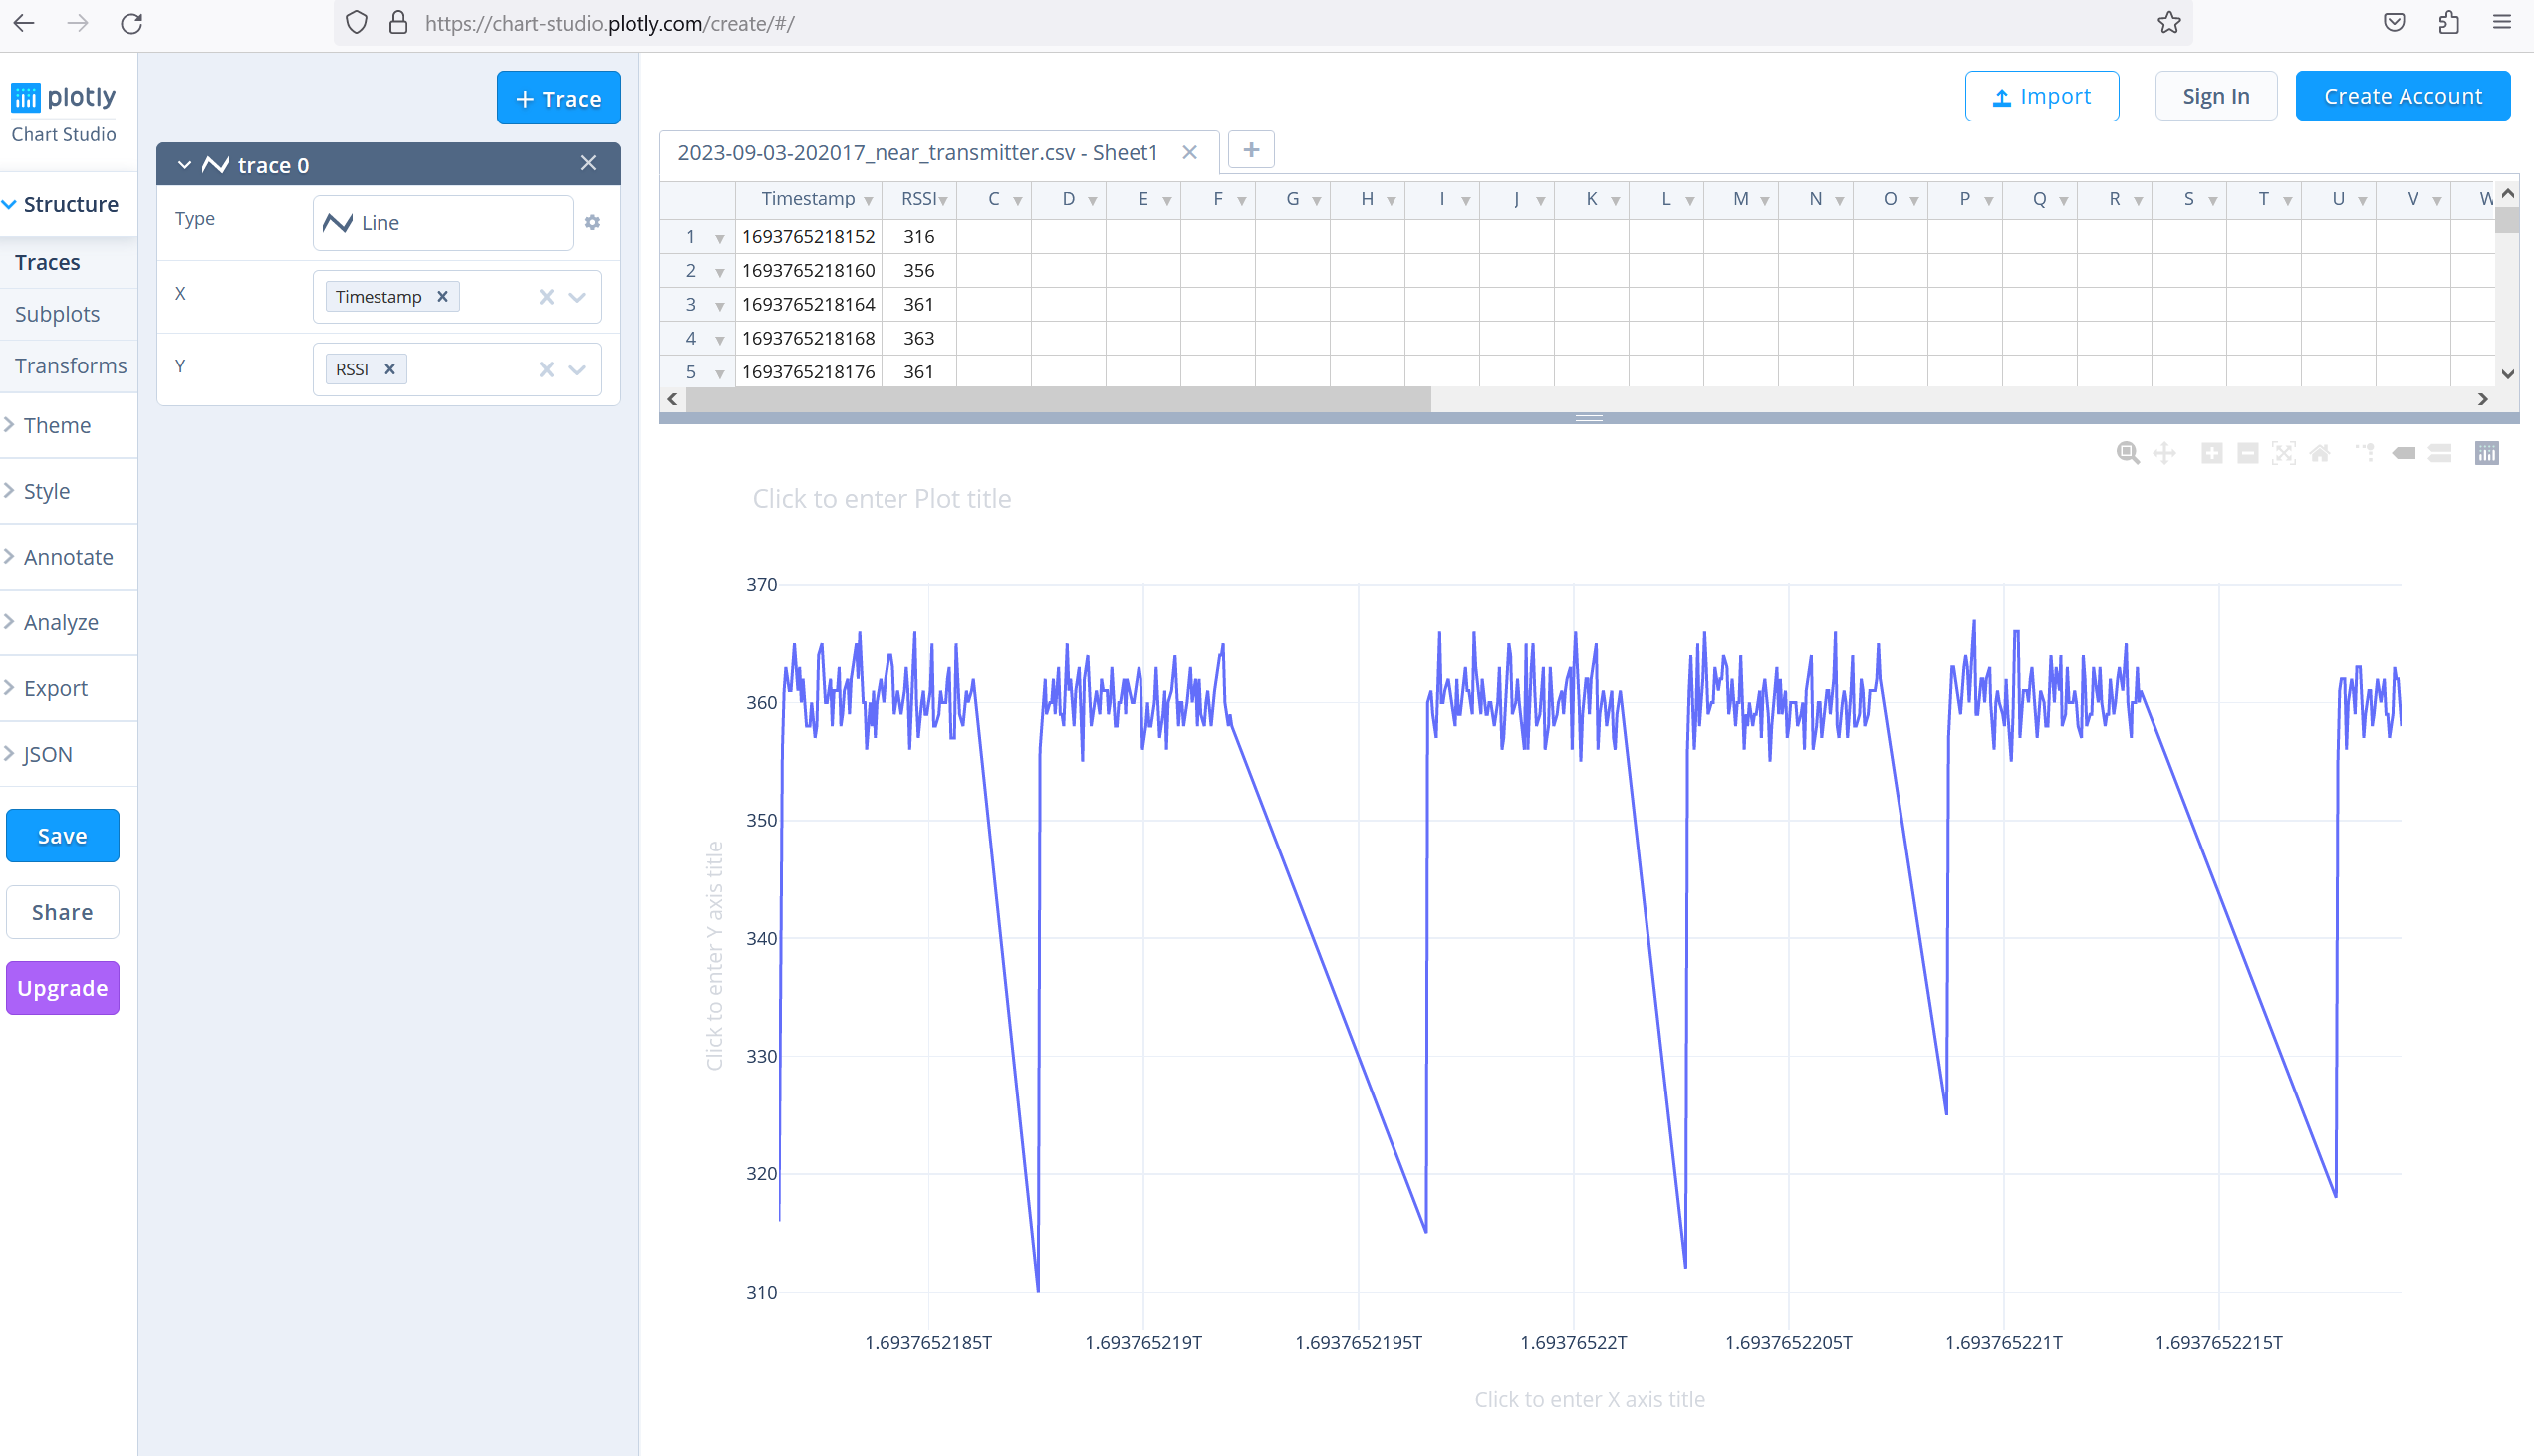 https://chart-studio.plotly.com/create/#/
plotly
Chart Studio
Structure
Traces
Subplots
Transforms
Theme
Style
Annotate
Analyze
Export
JSON
Save
Share
Upgrade
+ Trace
trace 0
Type
Line
X
Timestamp
Y
RSSI
Import
Sign In
Create Account
2023-09-03-202017_near_transmitter.csv - Sheet1
Timestamp RSSI C D E F G H I J K L M N O P Q R S T U V W
1 1693765218152 316
2 1693765218160 356
3 1693765218164 361
4 1693765218168 363
5 1693765218176 361
Click to enter Plot title
370
360
350
340
330
320
310
Click to enter Y axis title
1.6937652185T 1.693765219T 1.6937652195T 1.69376522T 1.6937652205T 1.693765221T 1.6937652215T
Click to enter X axis title